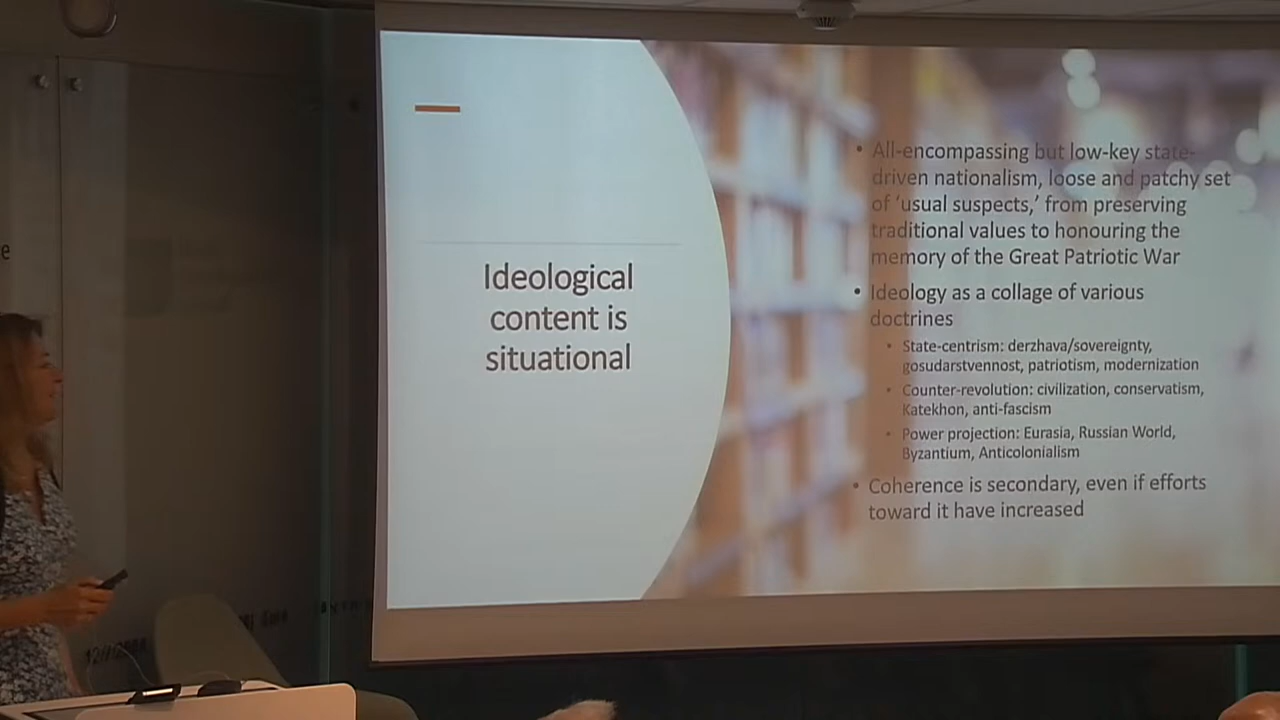 Ideological
content is
situational
• All-encompassing but low-key state-
driven nationalism, loose and patchy set
of 'usual suspects,' from preserving
traditional values to honouring the
memory of the Great Patriotic War
• Ideology as a collage of various
doctrines
• State-centrism: derzhava/sovereignty,
gosudarstvennost, patriotism, modernization
• Counter-revolution: civilization, conservatism,
Katekhon, anti-fascism
• Power projection: Eurasia, Russian World,
Byzantium, Anticolonialism
• Coherence is secondary, even if efforts
toward it have increased